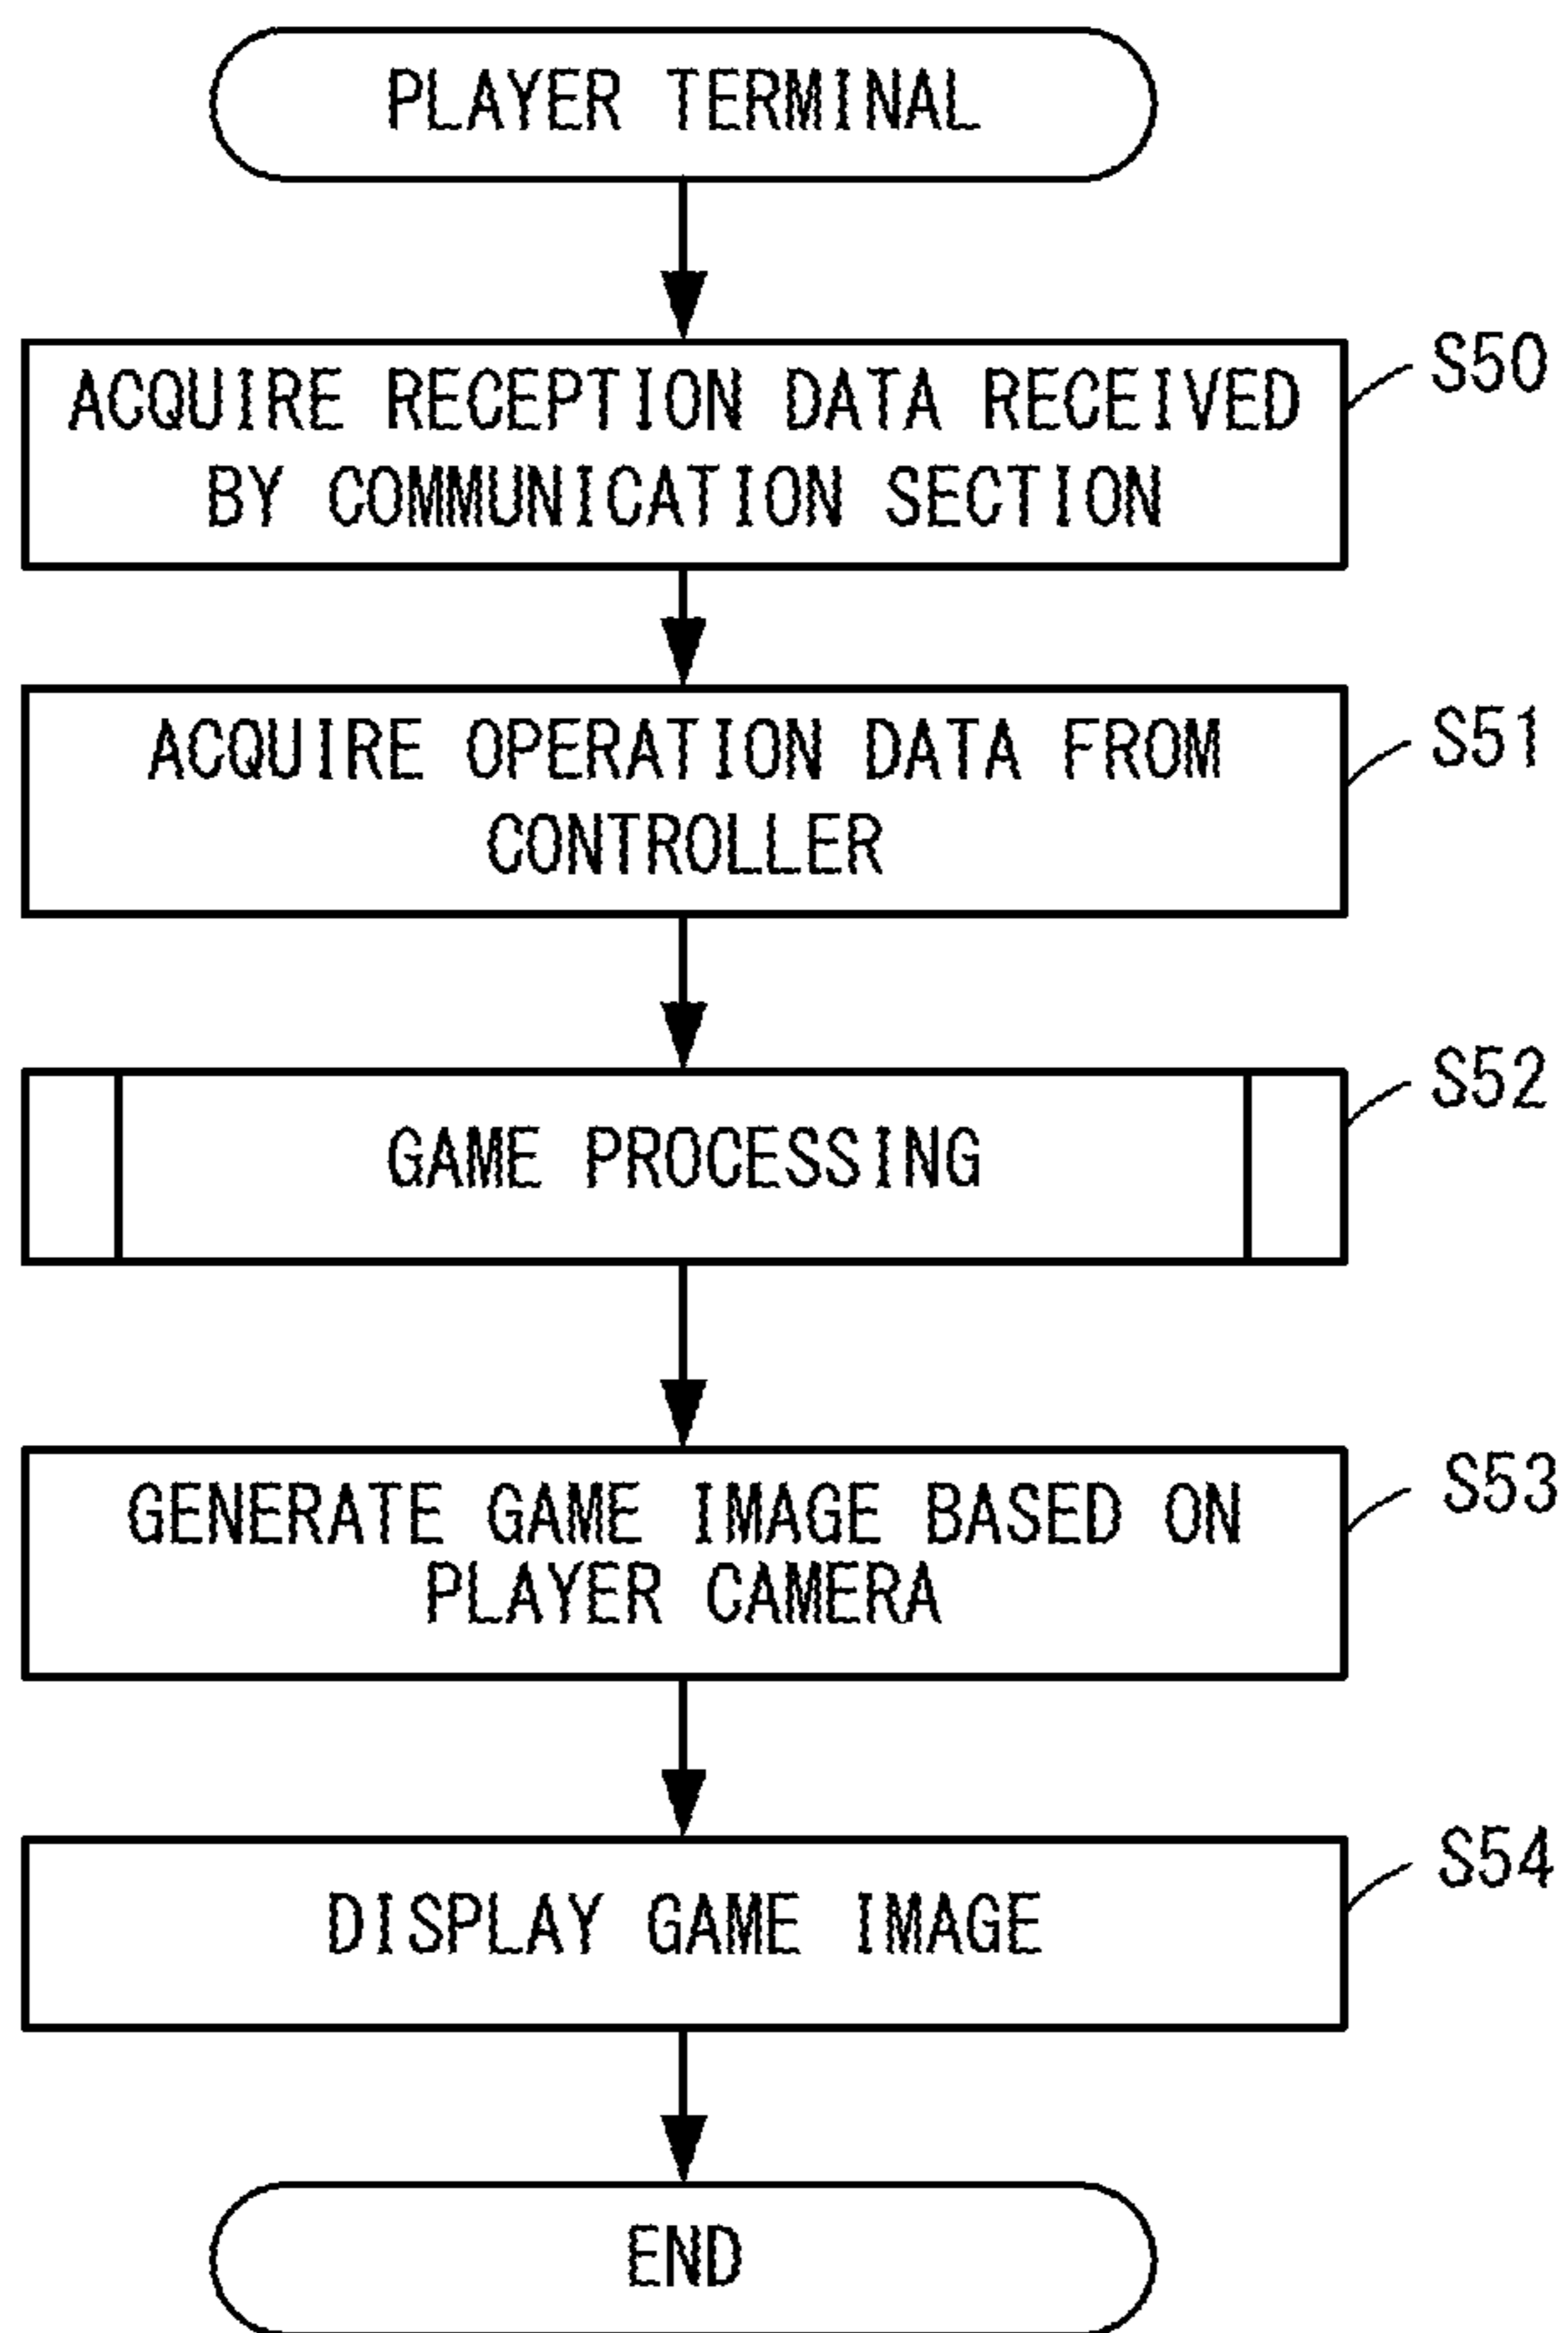 PLAYER TERMINAL
ACQUIRE RECEPTION DATA RECEIVED
BY COMMUNICATION SECTION
S50
ACQUIRE OPERATION DATA FROM
CONTROLLER
S51
GAME PROCESSING
S52
GENERATE GAME IMAGE BASED ON
PLAYER CAMERA
S53
DISPLAY GAME IMAGE
S54
END